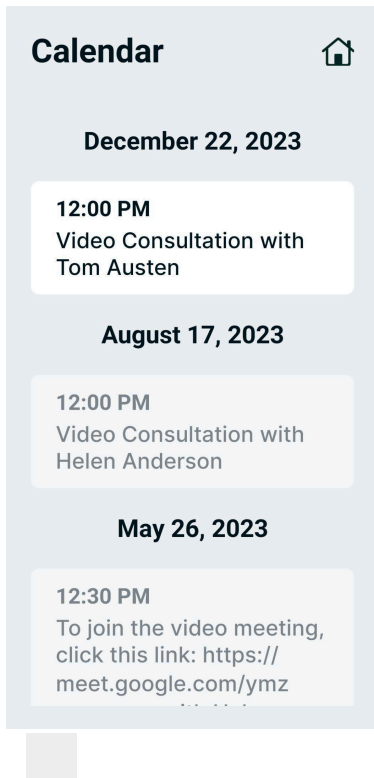 Calendar
December 22, 2023
12:00 PM
Video Consultation with
Tom Austen
August 17, 2023
12:00 PM
Video Consultation with
Helen Anderson
May 26, 2023
12:30 PM
To join the video meeting,
click this link: https://
meet.google.com/ymz